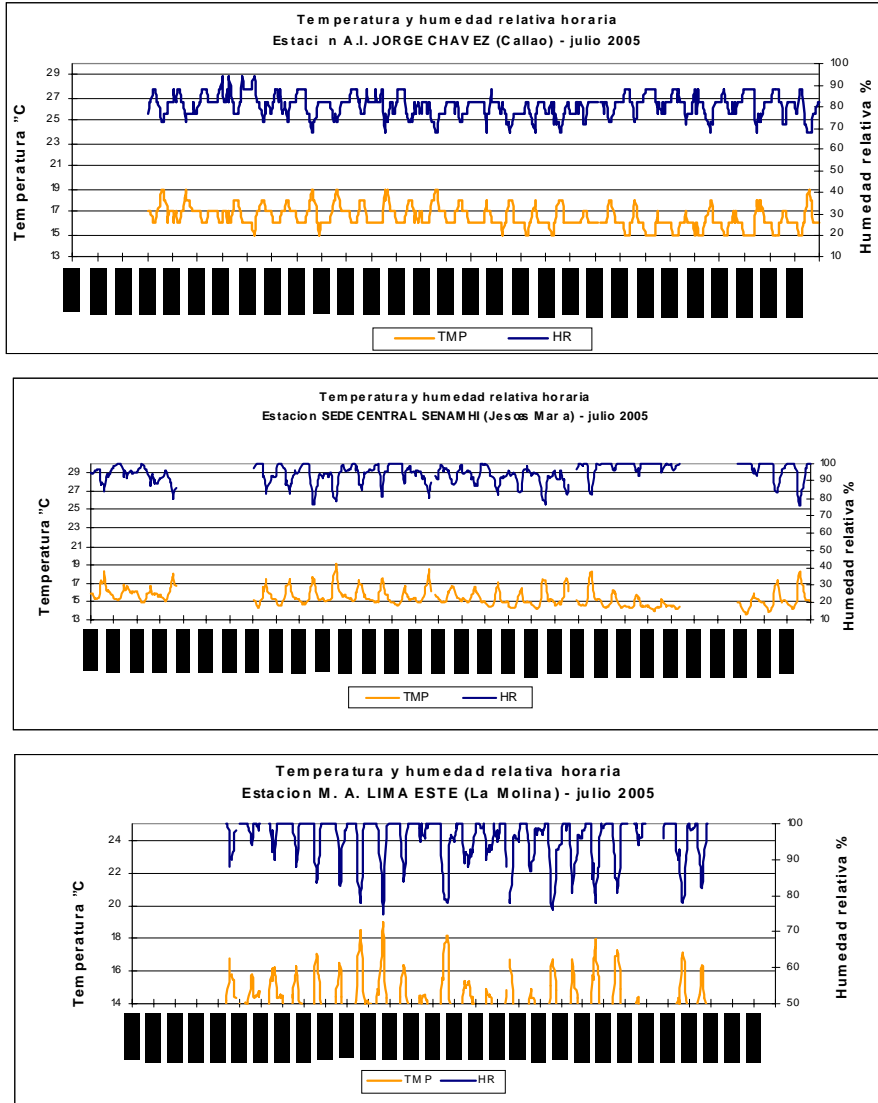 Temperatura y humedad relativa horaria
Estaci n A.I. JORGE CHAVEZ (Callao) - julio 2005
Temperatura "C
29
27
25
23
21
19
17
15
13
100
90
80
70
60
50
40
30
20
10
Humedad relativa %
TMP
HR
Temperatura y humedad relativa horaria
Estacion SEDE CENTRAL SENAMHI (Jesœs Mar a) - julio 2005
Temperatura "C
29
27
25
23
21
19
17
15
13
100
90
80
70
60
50
40
30
20
10
Humedad relativa %
TMP
HR
Temperatura y humedad relativa horaria
Estacion M. A. LIMA ESTE (La Molina) - julio 2005
Temperatura "C
24
22
20
18
16
14
100
90
80
70
60
50
Humedad relativa %
TMP
HR